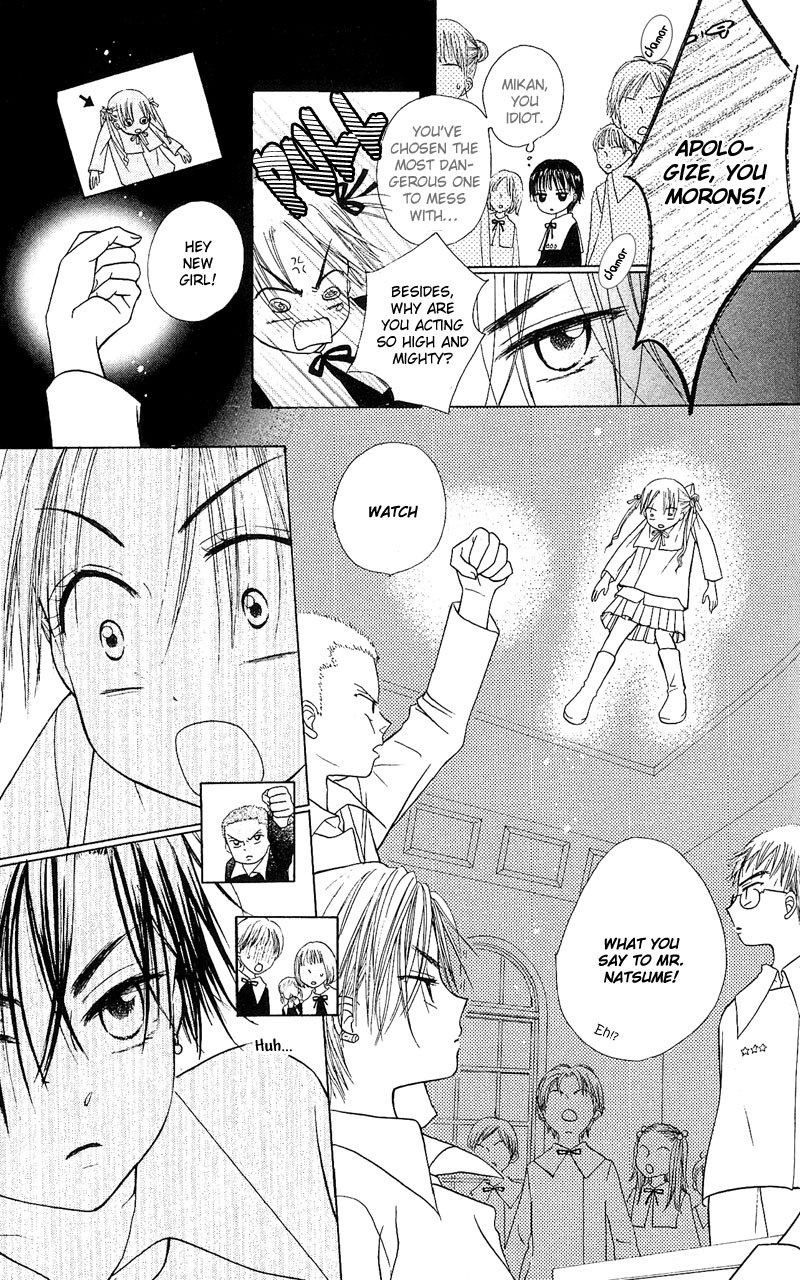 clamor
APOLO-
GIZE, YOU
MORONS!
MIKAN,
YOU
IDIOT.
YOU'VE
CHOSEN THE
MOST DAN-
GEROUS ONE
TO MESS
WITH...
clamor
PULL
BESIDES,
WHY ARE
YOU ACTING
SO HIGH AND
MIGHTY?
HEY
NEW
GIRL!
WATCH
WHAT YOU
SAY TO MR.
NATSUME!
Eh!?
Huh...